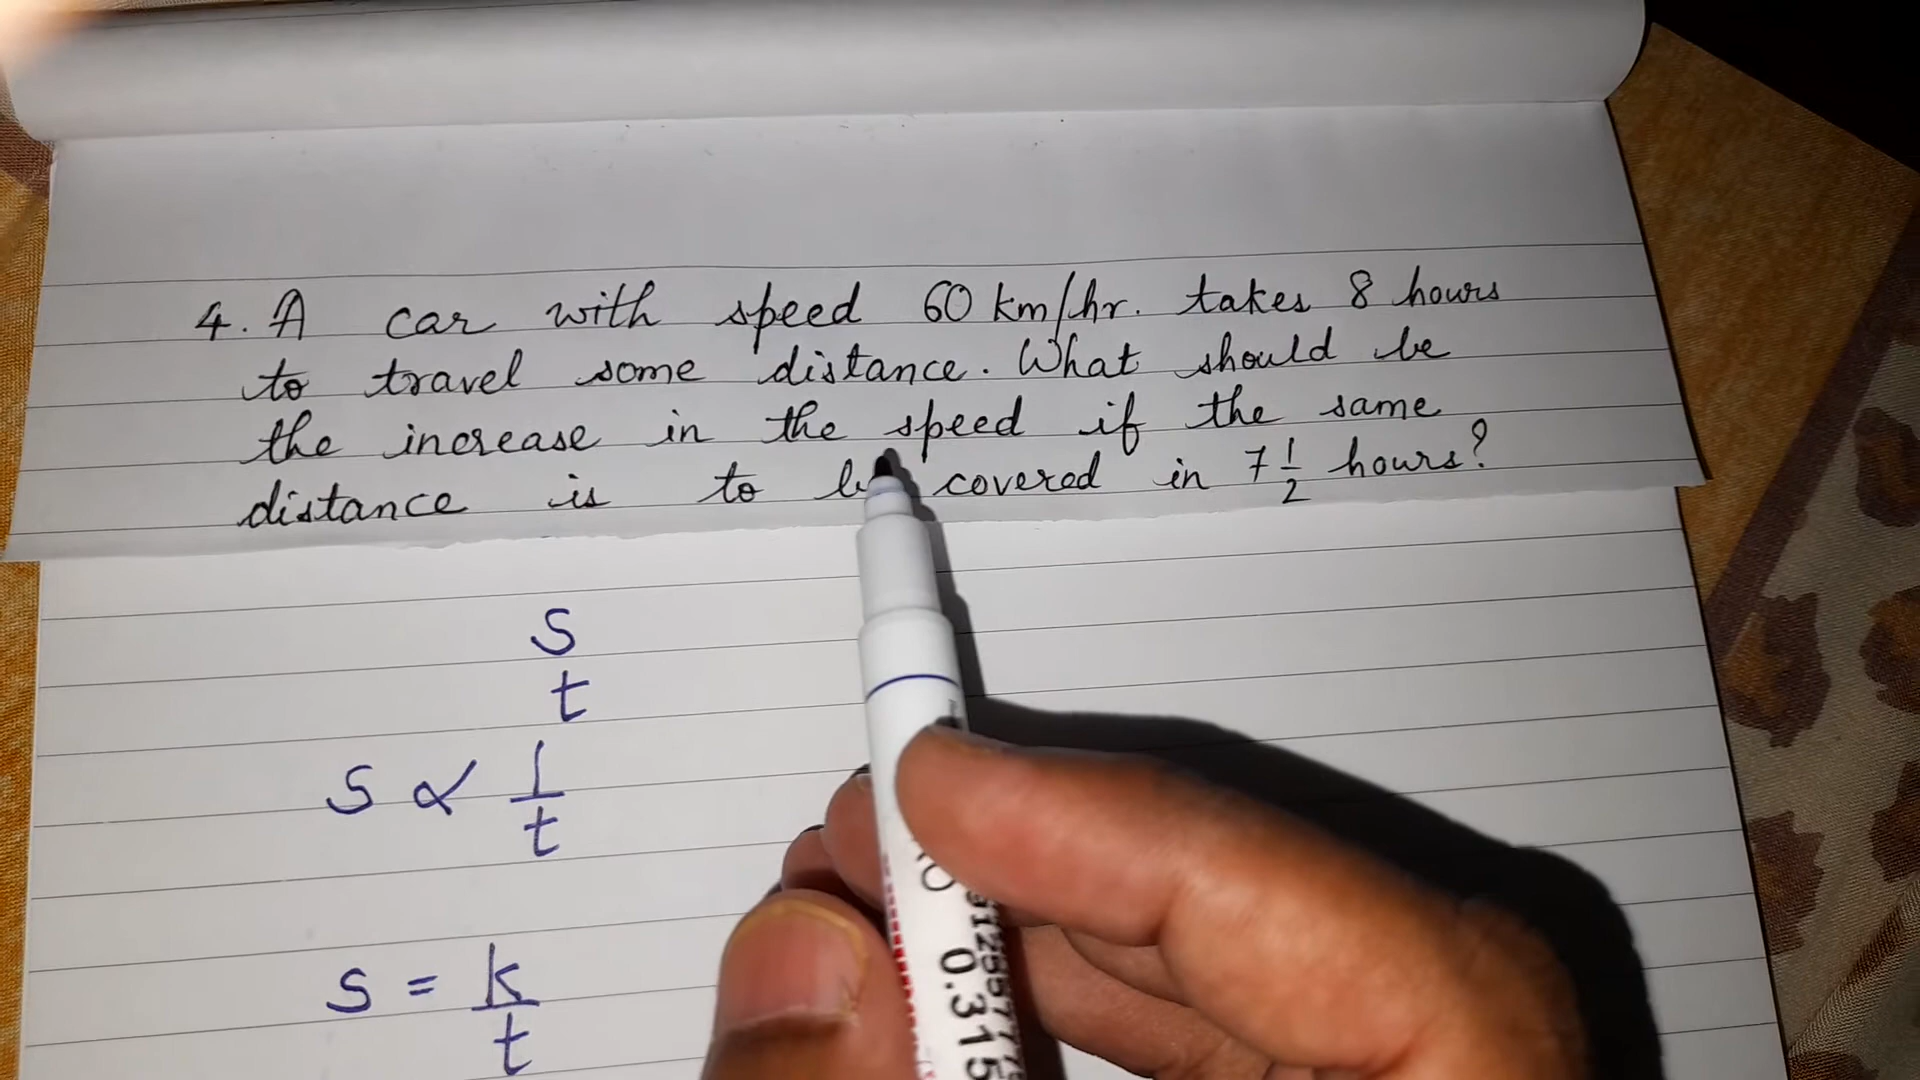 4. A car with speed 60 km/hr. takes 8 hours
to travel some distance. What should be
the increase in the speed if the same
distance is to be covered in 7 1/2 hours?
s
t
s ∝ 1/t
s = k/t
0.315